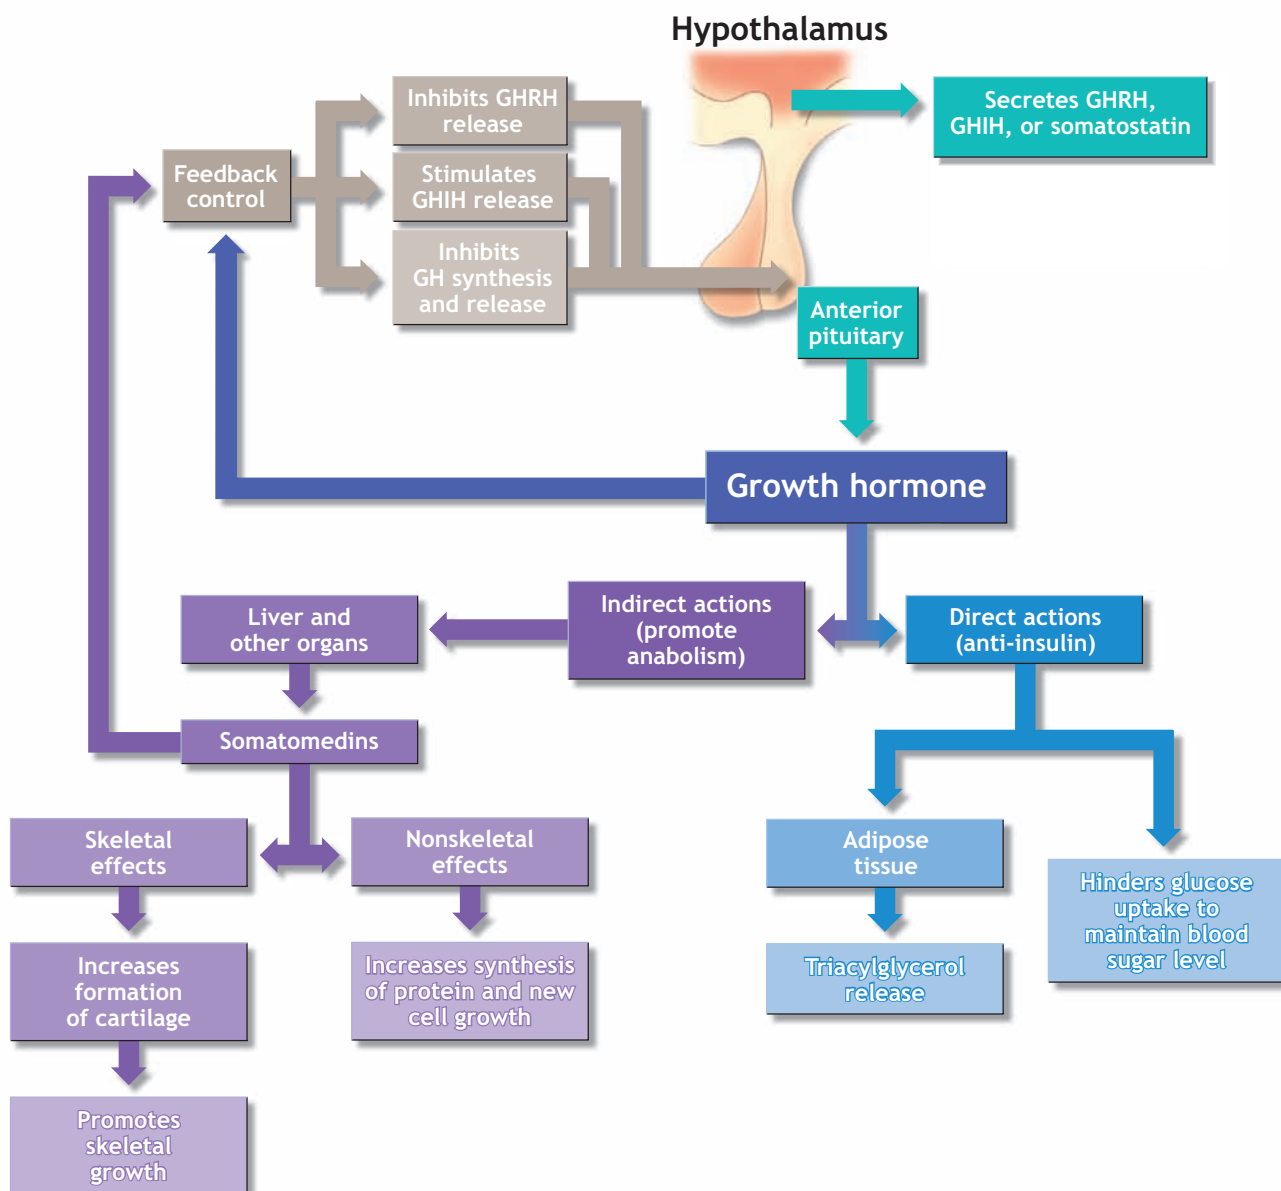 Hypothalamus
Secretes GHRH,
GHIH, or somatostatin
Inhibits GHRH
release
Feedback
control
Stimulates
GHIH release
Inhibits
GH synthesis
and release
Anterior
pituitary
Growth hormone
Indirect actions
(promote
anabolism)
Direct actions
(anti-insulin)
Liver and
other organs
Somatomedins
Skeletal
effects
Nonskeletal
effects
Adipose
tissue
Hinders glucose
uptake to
maintain blood
sugar level
Increases
formation
of cartilage
Increases synthesis
of protein and new
cell growth
Triacylglycerol
release
Promotes
skeletal
growth